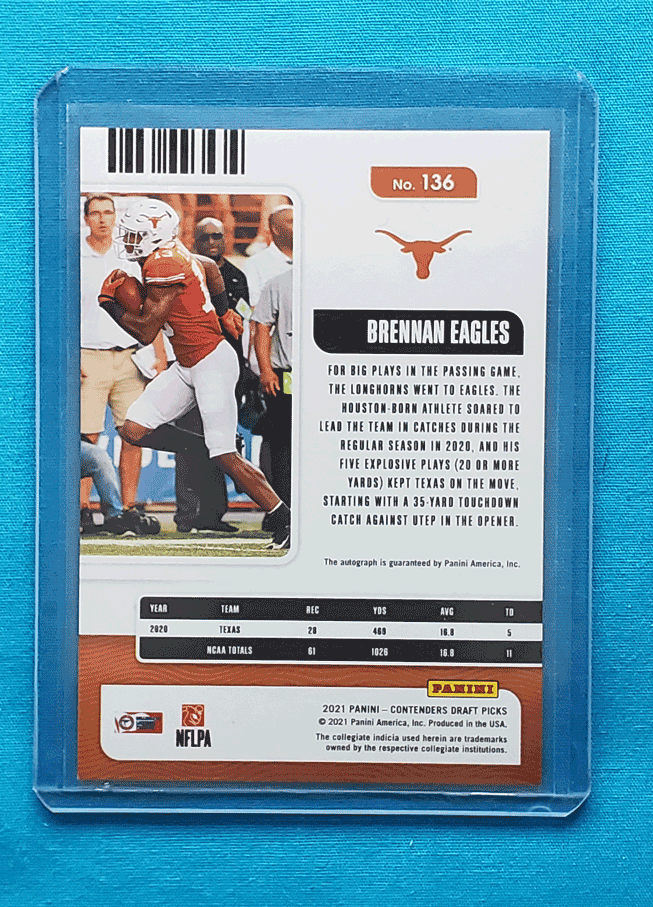 No. 136
13
BRENNAN EAGLES
FOR BIG PLAYS IN THE PASSING GAME,
THE LONGHORNS WENT TO EAGLES. THE
HOUSTON-BORN ATHLETE SOARED TO
LEAD THE TEAM IN CATCHES DURING THE
REGULAR SEASON IN 2020, AND HIS
FIVE EXPLOSIVE PLAYS (20 OR MORE
YARDS) KEPT TEXAS ON THE MOVE,
STARTING WITH A 35-YARD TOUCHDOWN
CATCH AGAINST UTEP IN THE OPENER.
The autograph is guaranteed by Panini America, Inc.
YEAR TEAM REC YDS AVG TD
2020 TEXAS 28 469 16.8 5
NCAA TOTALS 61 1026 16.8 11
PANINI
2021 PANINI – CONTENDERS DRAFT PICKS
© 2021 Panini America, Inc. Produced in the USA.
The collegiate indicia used herein are trademarks
owned by the respective collegiate institutions.
NFLPA